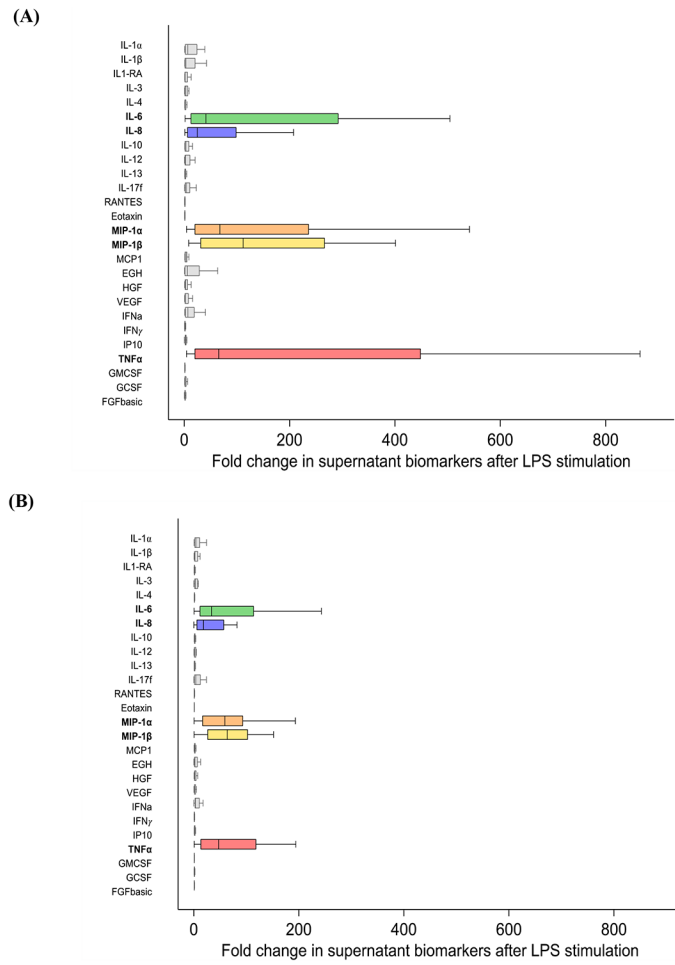 (A)
IL-1α
IL-1β
IL1-RA
IL-3
IL-4
IL-6
IL-8
IL-10
IL-12
IL-13
IL-17f
RANTES
Eotaxin
MIP-1α
MIP-1β
MCP1
EGH
HGF
VEGF
IFNa
IFNγ
IP10
TNFα
GMCSF
GCSF
FGFbasic
0 200 400 600 800
Fold change in supernatant biomarkers after LPS stimulation
(B)
IL-1α
IL-1β
IL1-RA
IL-3
IL-4
IL-6
IL-8
IL-10
IL-12
IL-13
IL-17f
RANTES
Eotaxin
MIP-1α
MIP-1β
MCP1
EGH
HGF
VEGF
IFNa
IFNγ
IP10
TNFα
GMCSF
GCSF
FGFbasic
0 200 400 600 800
Fold change in supernatant biomarkers after LPS stimulation